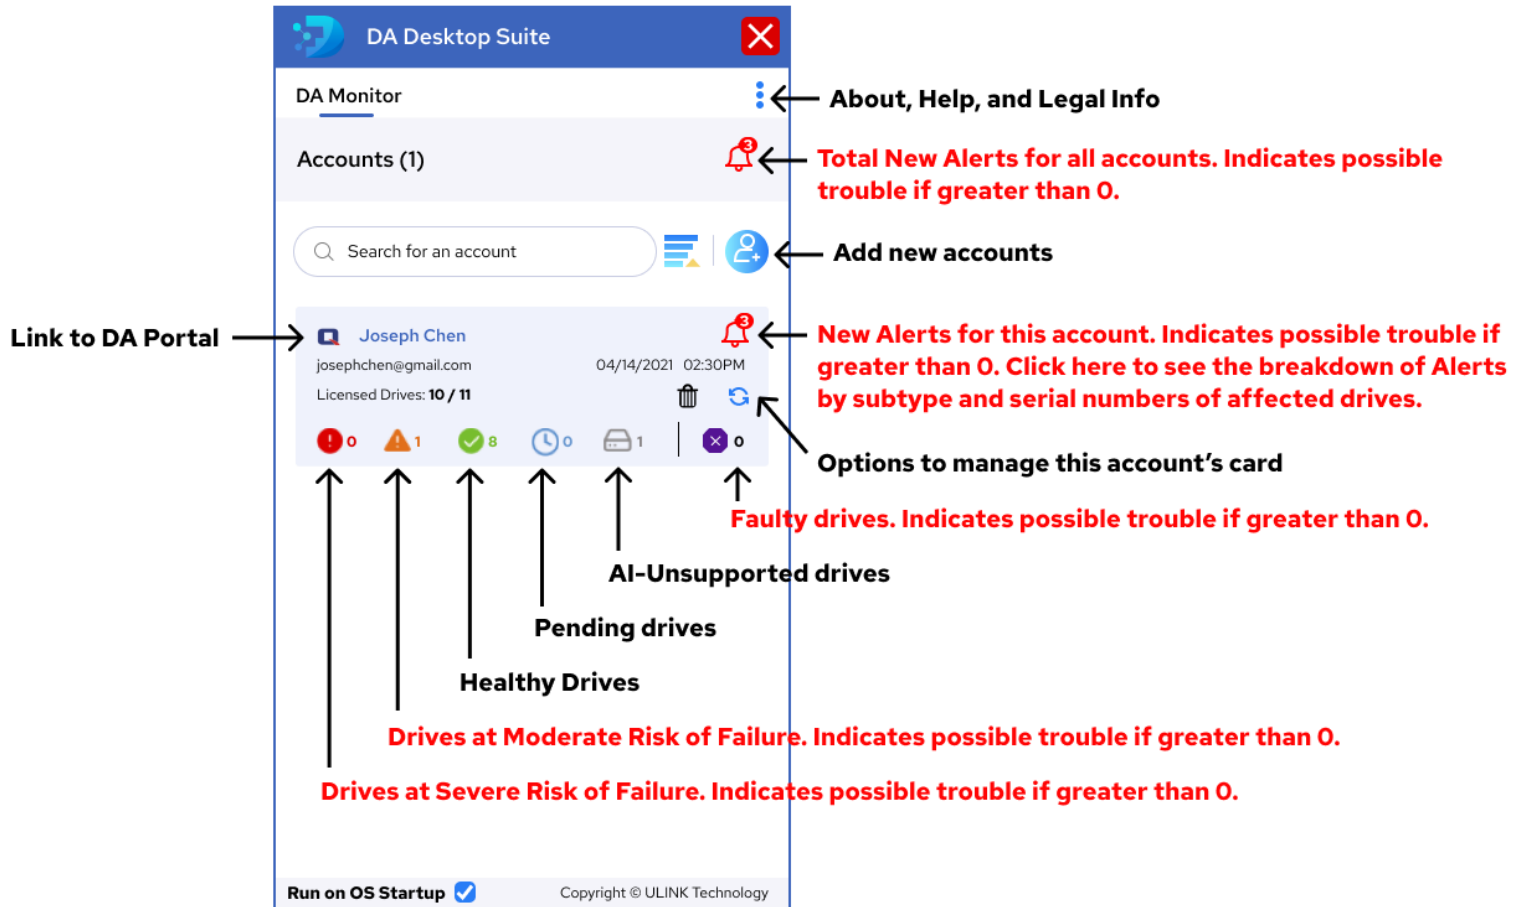 DA Desktop Suite
DA Monitor
About, Help, and Legal Info
Accounts (1)
3
Total New Alerts for all accounts. Indicates possible
trouble if greater than 0.
Search for an account
Add new accounts
Link to DA Portal
Joseph Chen
3
New Alerts for this account. Indicates possible trouble if
greater than 0. Click here to see the breakdown of Alerts
by subtype and serial numbers of affected drives.
josephchen@gmail.com 04/14/2021 02:30PM
Licensed Drives: 10 / 11
0 1 8 0 1 0
Options to manage this account’s card
Faulty drives. Indicates possible trouble if greater than 0.
AI-Unsupported drives
Pending drives
Healthy Drives
Drives at Moderate Risk of Failure. Indicates possible trouble if greater than 0.
Drives at Severe Risk of Failure. Indicates possible trouble if greater than 0.
Run on OS Startup Copyright © ULINK Technology